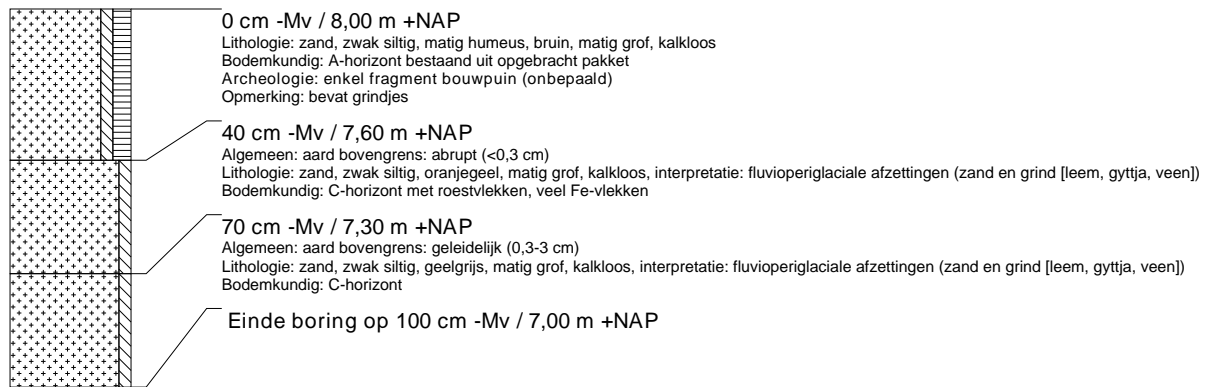 0 cm -Mv / 8,00 m +NAP
Lithologie: zand, zwak siltig, matig humeus, bruin, matig grof, kalkloos
Bodemkundig: A-horizont bestaand uit opgebracht pakket
Archeologie: enkel fragment bouwpuin (onbepaald)
Opmerking: bevat grindjes
40 cm -Mv / 7,60 m +NAP
Algemeen: aard bovengrens: abrupt (<0,3 cm)
Lithologie: zand, zwak siltig, oranjegeel, matig grof, kalkloos, interpretatie: fluvioperiglaciale afzettingen (zand en grind [leem, gyttja, veen])
Bodemkundig: C-horizont met roestvlekken, veel Fe-vlekken
70 cm -Mv / 7,30 m +NAP
Algemeen: aard bovengrens: geleidelijk (0,3-3 cm)
Lithologie: zand, zwak siltig, geelgrijs, matig grof, kalkloos, interpretatie: fluvioperiglaciale afzettingen (zand en grind [leem, gyttja, veen])
Bodemkundig: C-horizont
Einde boring op 100 cm -Mv / 7,00 m +NAP